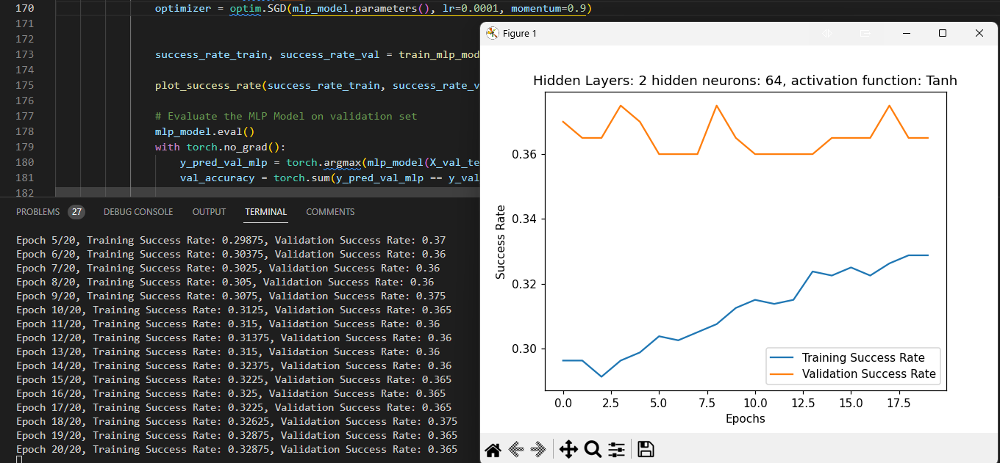 170 optimizer = optim.SGD(mlp_model.parameters(), lr=0.0001, momentum=0.9)
171
172
173 success_rate_train, success_rate_val = train_mlp_mod
174
175 plot_success_rate(success_rate_train, success_rate_v
176
177 # Evaluate the MLP Model on validation set
178 mlp_model.eval()
179 with torch.no_grad():
180 y_pred_val_mlp = torch.argmax(mlp_model(X_val_te
181 val_accuracy = torch.sum(y_pred_val_mlp == y_val
182
PROBLEMS 27 DEBUG CONSOLE OUTPUT TERMINAL COMMENTS
Epoch 5/20, Training Success Rate: 0.29875, Validation Success Rate: 0.37
Epoch 6/20, Training Success Rate: 0.30375, Validation Success Rate: 0.36
Epoch 7/20, Training Success Rate: 0.3025, Validation Success Rate: 0.36
Epoch 8/20, Training Success Rate: 0.305, Validation Success Rate: 0.36
Epoch 9/20, Training Success Rate: 0.3075, Validation Success Rate: 0.375
Epoch 10/20, Training Success Rate: 0.3125, Validation Success Rate: 0.365
Epoch 11/20, Training Success Rate: 0.315, Validation Success Rate: 0.36
Epoch 12/20, Training Success Rate: 0.31375, Validation Success Rate: 0.36
Epoch 13/20, Training Success Rate: 0.315, Validation Success Rate: 0.36
Epoch 14/20, Training Success Rate: 0.32375, Validation Success Rate: 0.36
Epoch 15/20, Training Success Rate: 0.3225, Validation Success Rate: 0.365
Epoch 16/20, Training Success Rate: 0.325, Validation Success Rate: 0.365
Epoch 17/20, Training Success Rate: 0.3225, Validation Success Rate: 0.365
Epoch 18/20, Training Success Rate: 0.32625, Validation Success Rate: 0.375
Epoch 19/20, Training Success Rate: 0.32875, Validation Success Rate: 0.365
Epoch 20/20, Training Success Rate: 0.32875, Validation Success Rate: 0.365
Figure 1
Hidden Layers: 2 hidden neurons: 64, activation function: Tanh
Success Rate
0.36
0.34
0.32
0.30
Training Success Rate
Validation Success Rate
0.0 2.5 5.0 7.5 10.0 12.5 15.0 17.5
Epochs